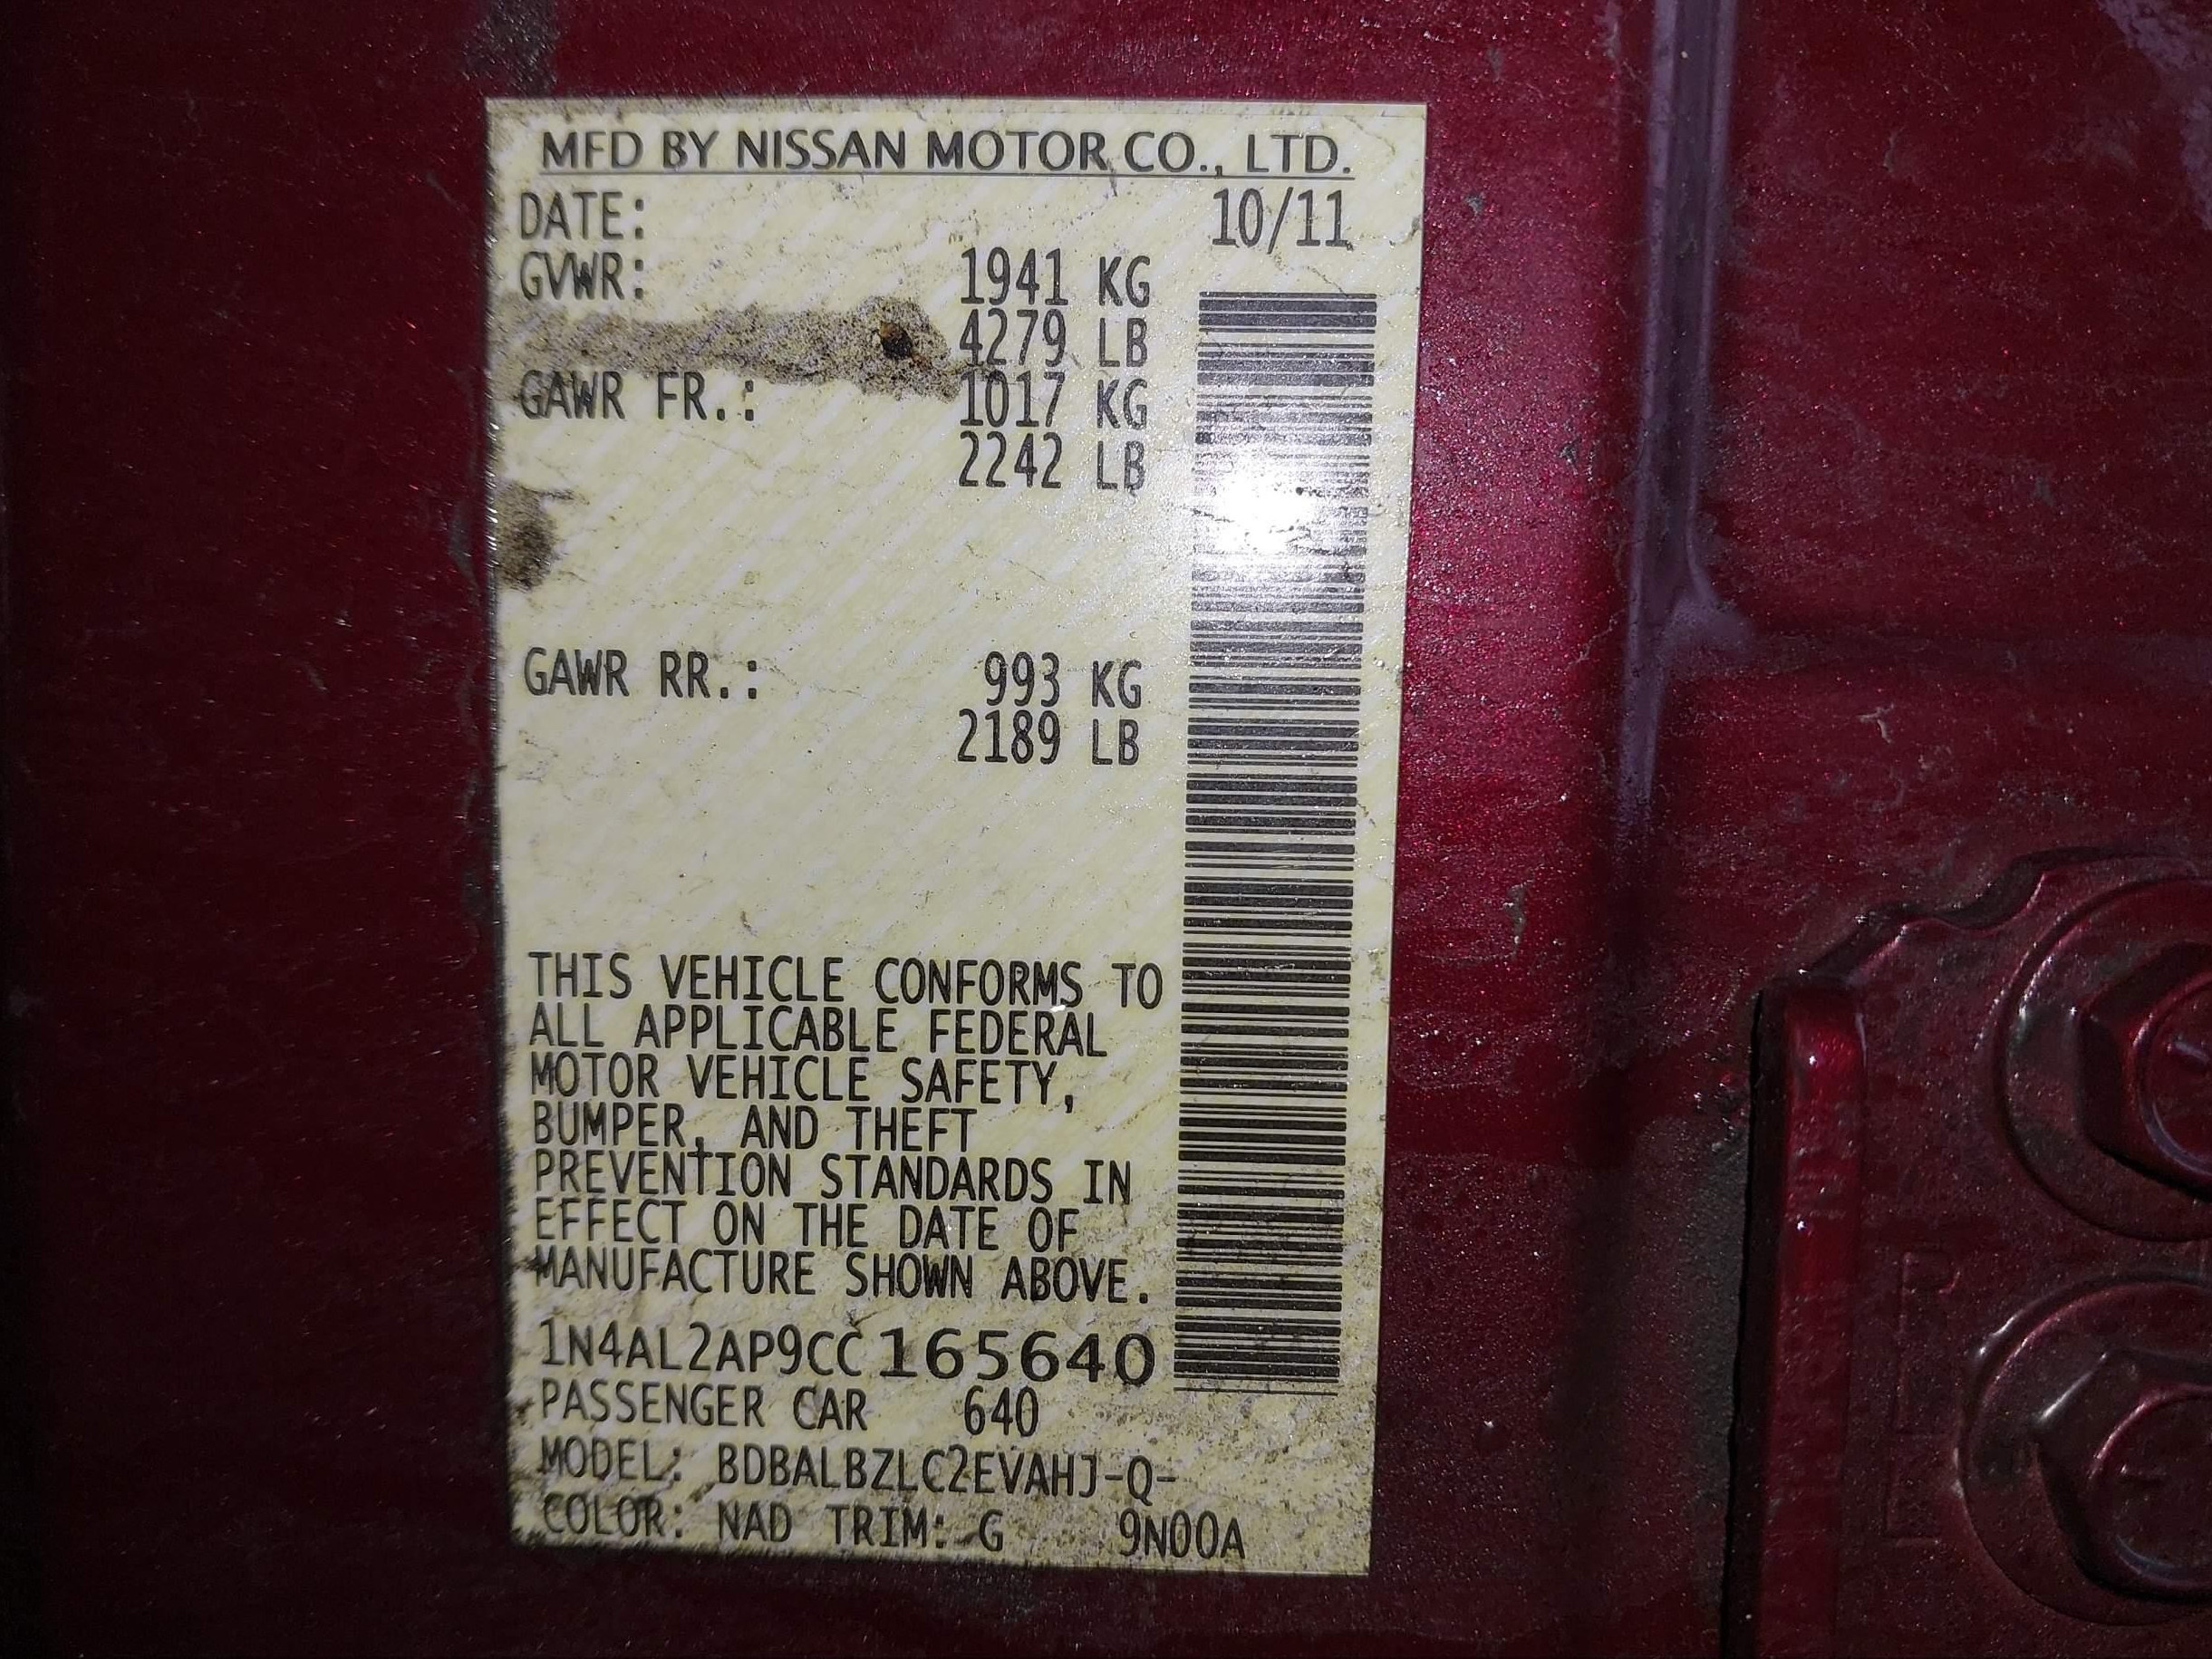 MFD BY NISSAN MOTOR CO., LTD.
DATE: 10/11
GVWR: 1941 KG
4279 LB
GAWR FR.: 1017 KG
2242 LB
GAWR RR.: 993 KG
2189 LB
THIS VEHICLE CONFORMS TO
ALL APPLICABLE FEDERAL
MOTOR VEHICLE SAFETY,
BUMPER, AND THEFT
PREVENTION STANDARDS IN
EFFECT ON THE DATE OF
MANUFACTURE SHOWN ABOVE.
1N4AL2AP9CC165640
PASSENGER CAR 640
MODEL: BDBALBZLC2EVAHJ-Q-
COLOR: NAD TRIM: G 9N00A